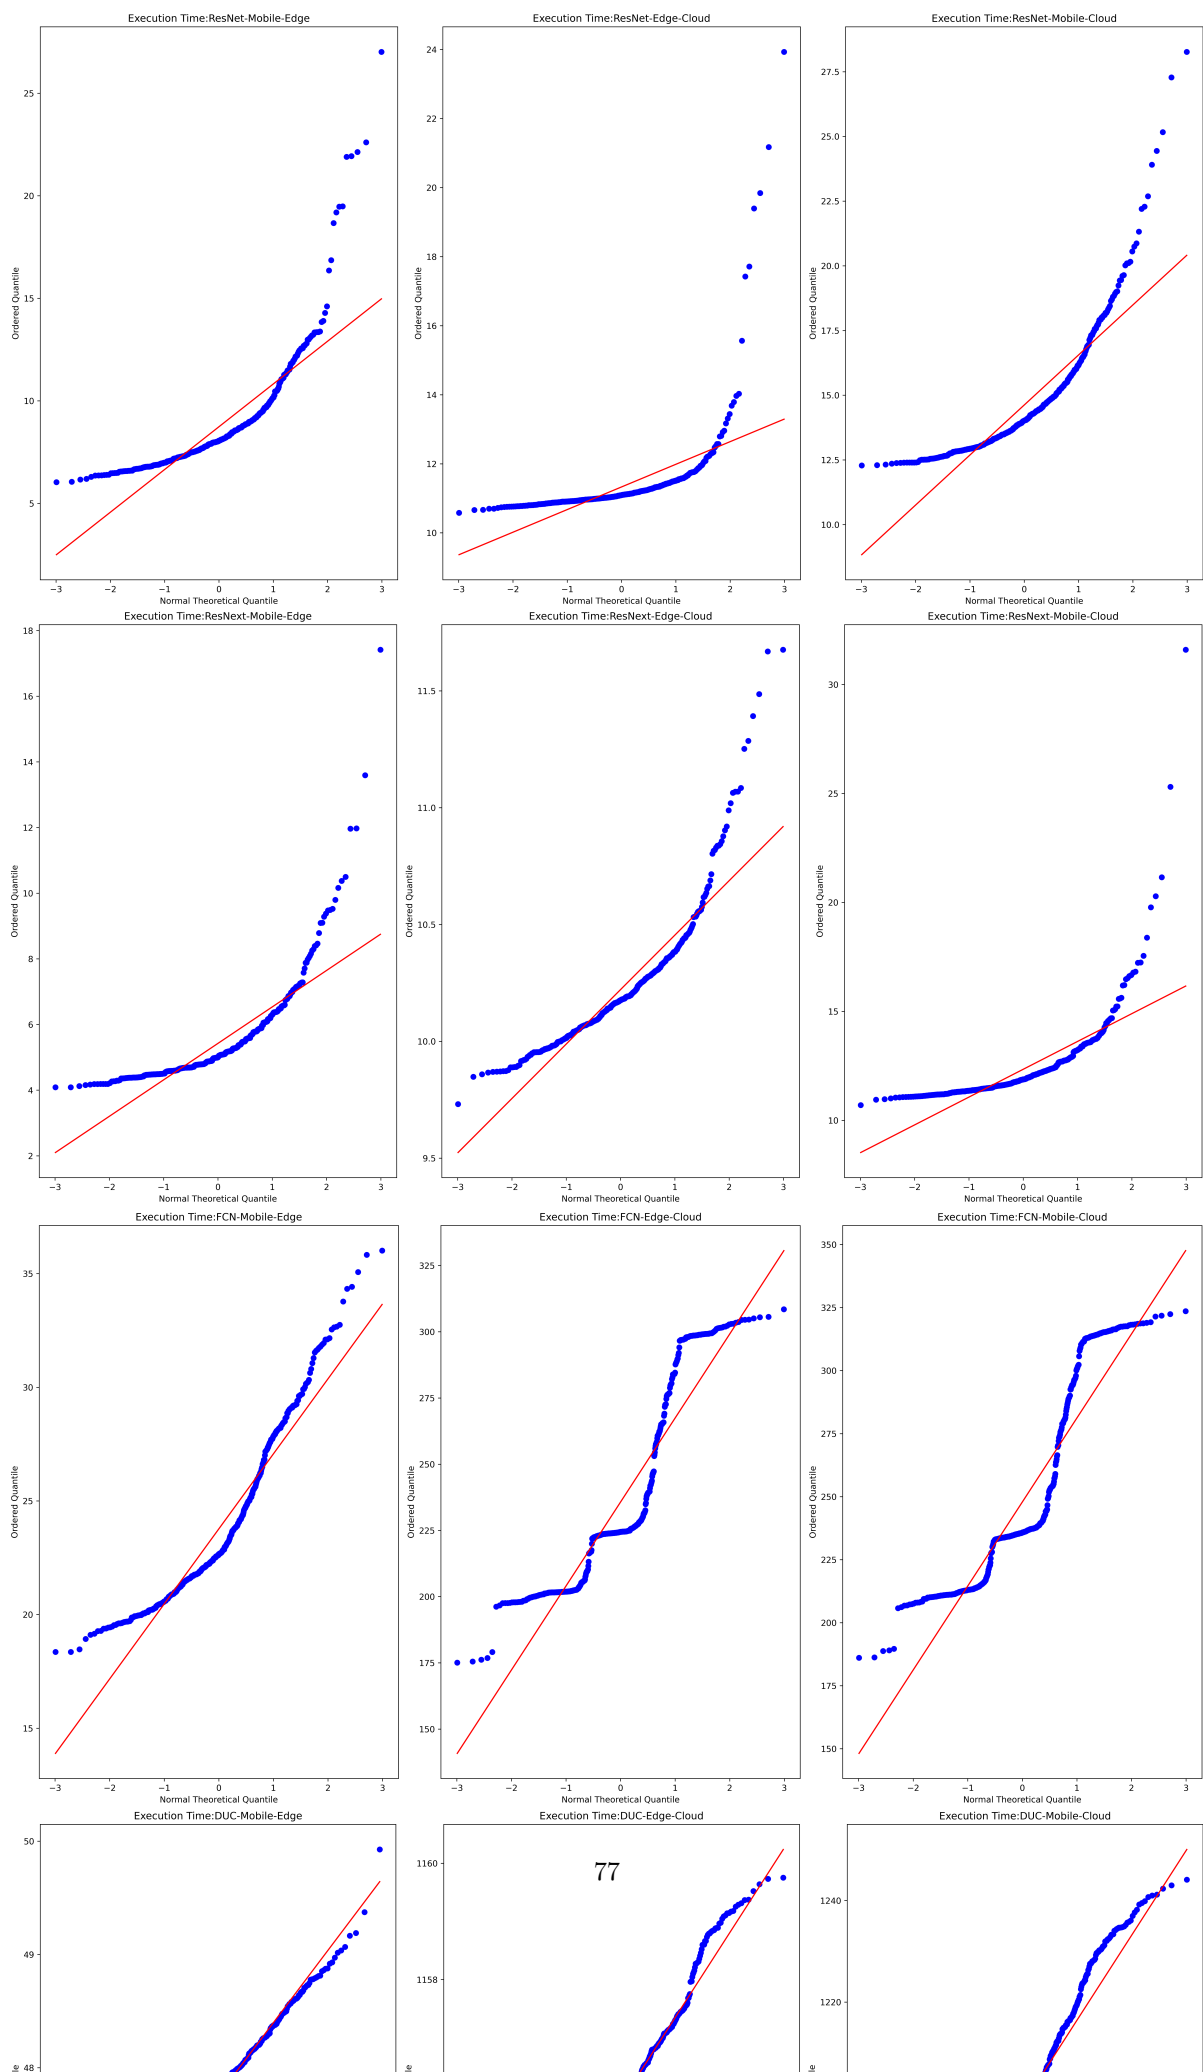 Execution Time:ResNet-Mobile-Edge
Execution Time:ResNet-Edge-Cloud
Execution Time:ResNet-Mobile-Cloud
25
20
15
10
5
Ordered Quantile
−3 −2 −1 0 1 2 3
Normal Theoretical Quantile
24
22
20
18
16
14
12
10
Ordered Quantile
−3 −2 −1 0 1 2 3
Normal Theoretical Quantile
27.5
25.0
22.5
20.0
17.5
15.0
12.5
10.0
Ordered Quantile
−3 −2 −1 0 1 2 3
Normal Theoretical Quantile
Execution Time:ResNext-Mobile-Edge
Execution Time:ResNext-Edge-Cloud
Execution Time:ResNext-Mobile-Cloud
18
16
14
12
10
8
6
4
2
Ordered Quantile
−3 −2 −1 0 1 2 3
Normal Theoretical Quantile
11.5
11.0
10.5
10.0
9.5
Ordered Quantile
−3 −2 −1 0 1 2 3
Normal Theoretical Quantile
30
25
20
15
10
Ordered Quantile
−3 −2 −1 0 1 2 3
Normal Theoretical Quantile
Execution Time:FCN-Mobile-Edge
Execution Time:FCN-Edge-Cloud
Execution Time:FCN-Mobile-Cloud
35
30
25
20
15
Ordered Quantile
−3 −2 −1 0 1 2 3
Normal Theoretical Quantile
325
300
275
250
225
200
175
150
Ordered Quantile
−3 −2 −1 0 1 2 3
Normal Theoretical Quantile
350
325
300
275
250
225
200
175
150
Ordered Quantile
−3 −2 −1 0 1 2 3
Normal Theoretical Quantile
Execution Time:DUC-Mobile-Edge
Execution Time:DUC-Edge-Cloud
Execution Time:DUC-Mobile-Cloud
50
49
48
1160
1158
77
1240
1220